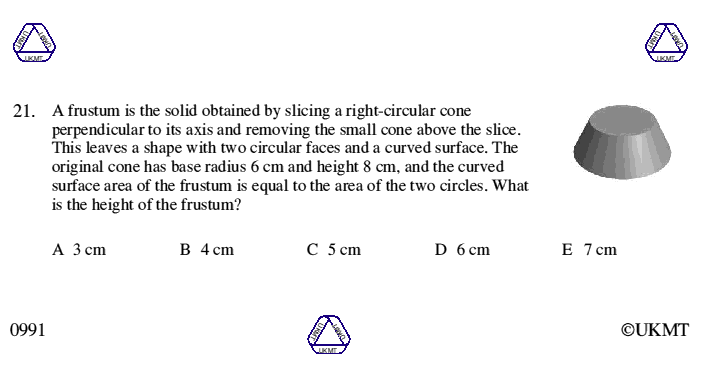 UKMT UKMT UKMT
UKMT UKMT UKMT
21. A frustum is the solid obtained by slicing a right-circular cone
perpendicular to its axis and removing the small cone above the slice.
This leaves a shape with two circular faces and a curved surface. The
original cone has base radius 6 cm and height 8 cm, and the curved
surface area of the frustum is equal to the area of the two circles. What
is the height of the frustum?
A 3 cm B 4 cm C 5 cm D 6 cm E 7 cm
0991
UKMT UKMT UKMT
©UKMT